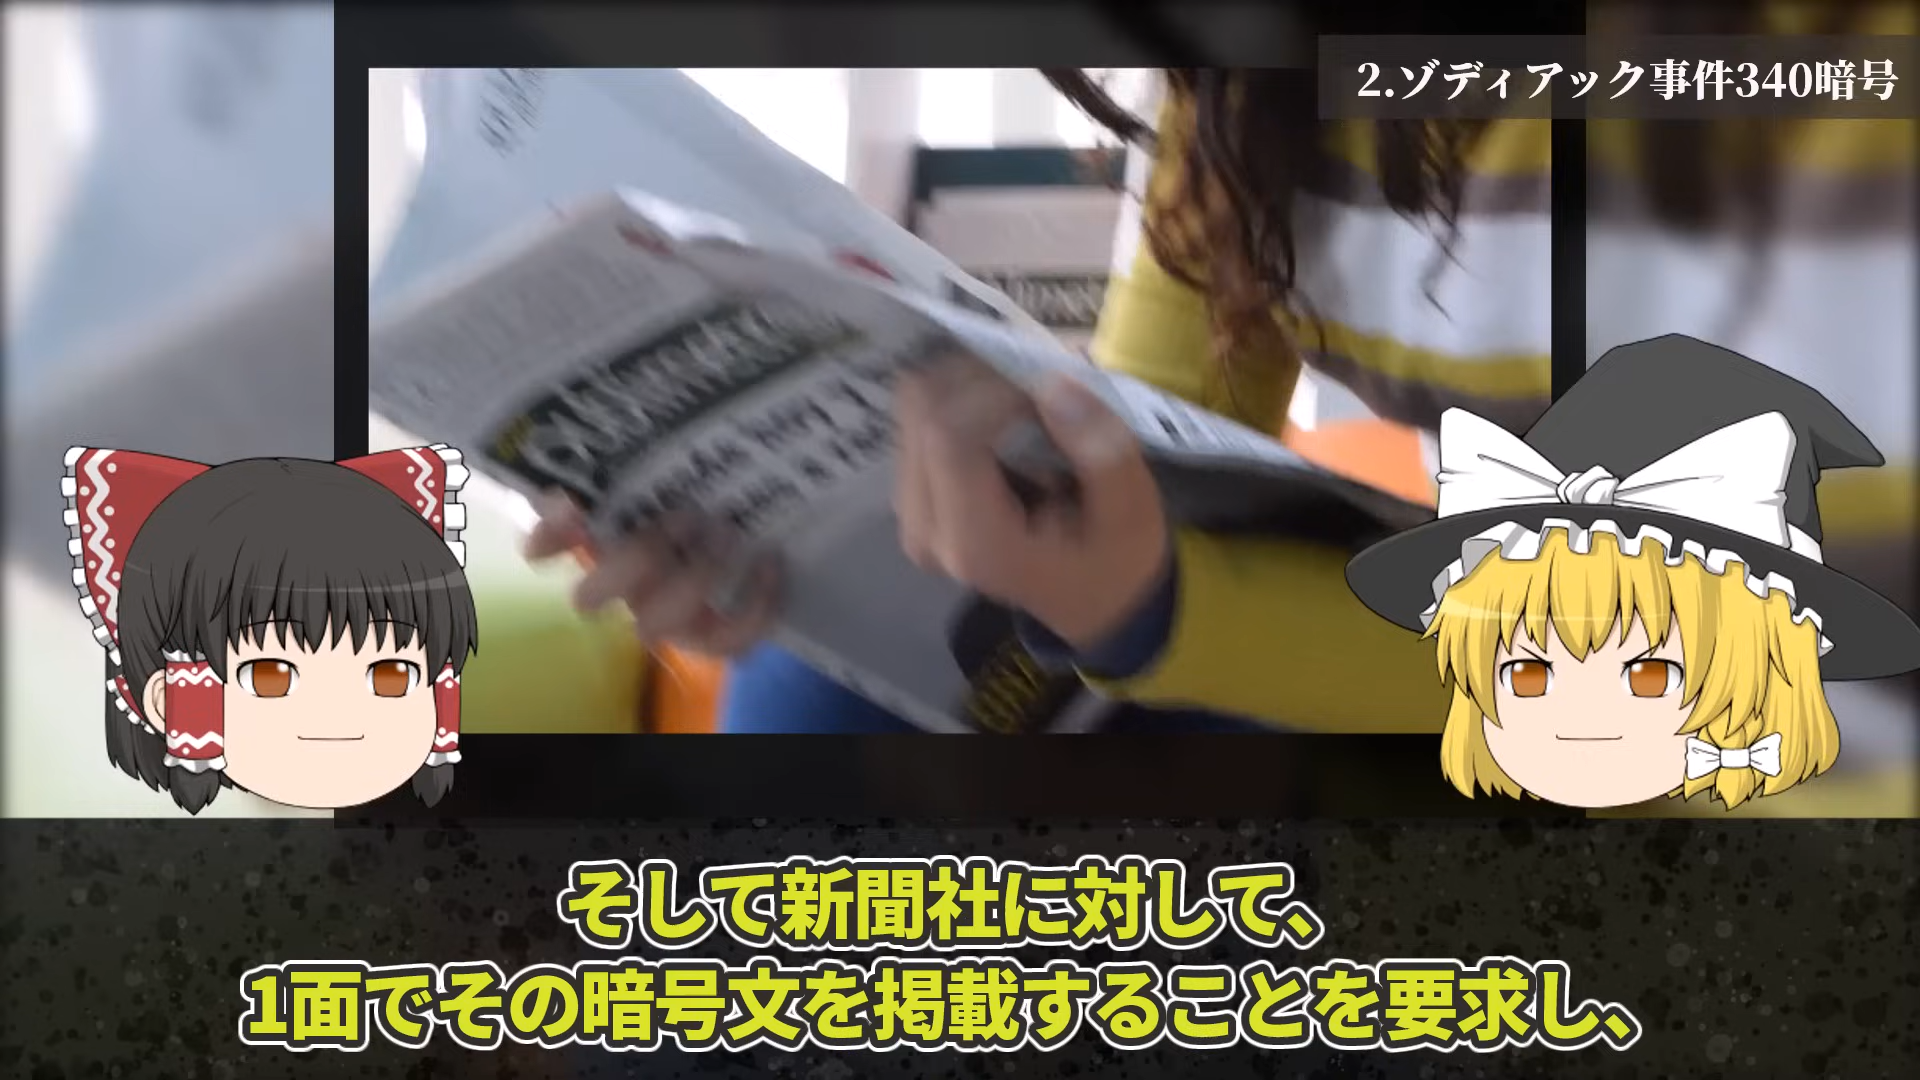 2.ゾディアック事件340暗号
そして新聞社に対して、
1面でその暗号文を掲載することを要求し、